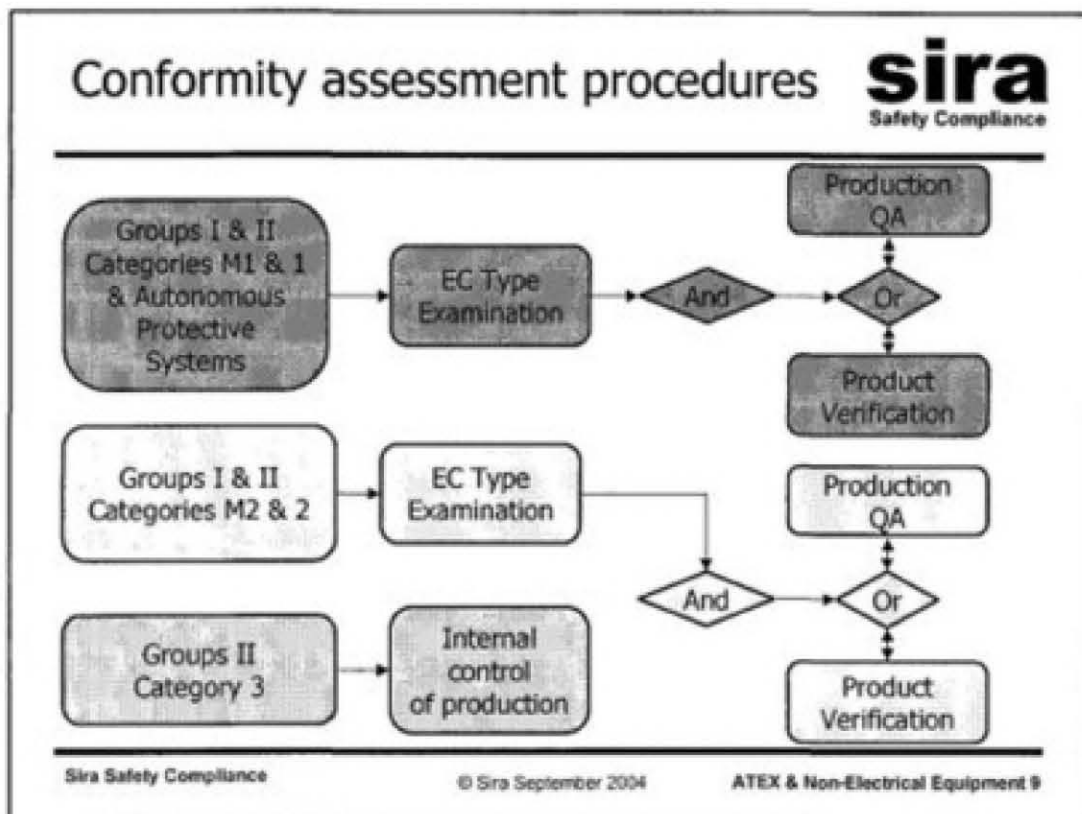 Conformity assessment procedures
sira
Safety Compliance
Groups I & II
Categories M1 & 1
& Autonomous
Protective
Systems
EC Type
Examination
And
Production
QA
Or
Product
Verification
Groups I & II
Categories M2 & 2
EC Type
Examination
And
Production
QA
Or
Product
Verification
Groups II
Category 3
Internal
control
of production
Sira Safety Compliance
© Sira September 2004
ATEX & Non-Electrical Equipment 9